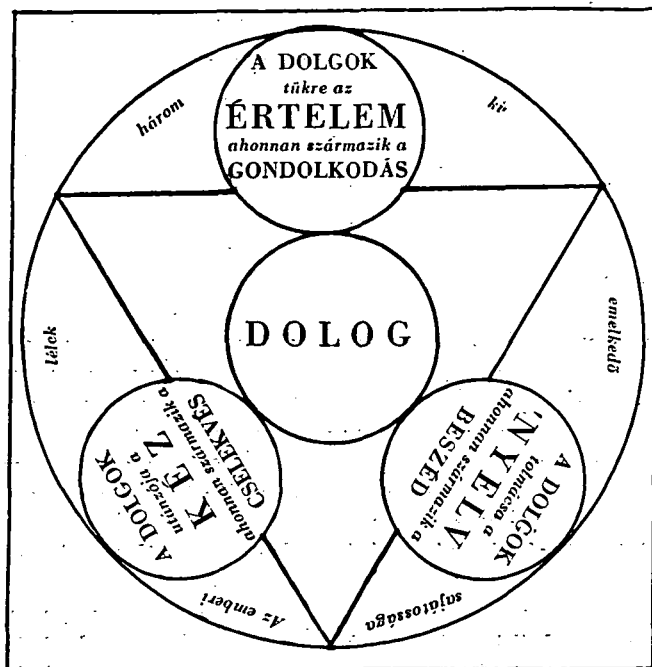 A DOLGOK
tükre az
ÉRTELEM
ahonnan származik a
GONDOLKODÁS
DOLOG
A DOLGOK
utánzója a
KÉZ
ahonnan származik a
CSELEKVÉS
A DOLGOK
tolmácsa a
'NYELV
ahonnan származik a
BESZÉD
Az emberi
lélek
három
kir
emelkedő
sajátossága